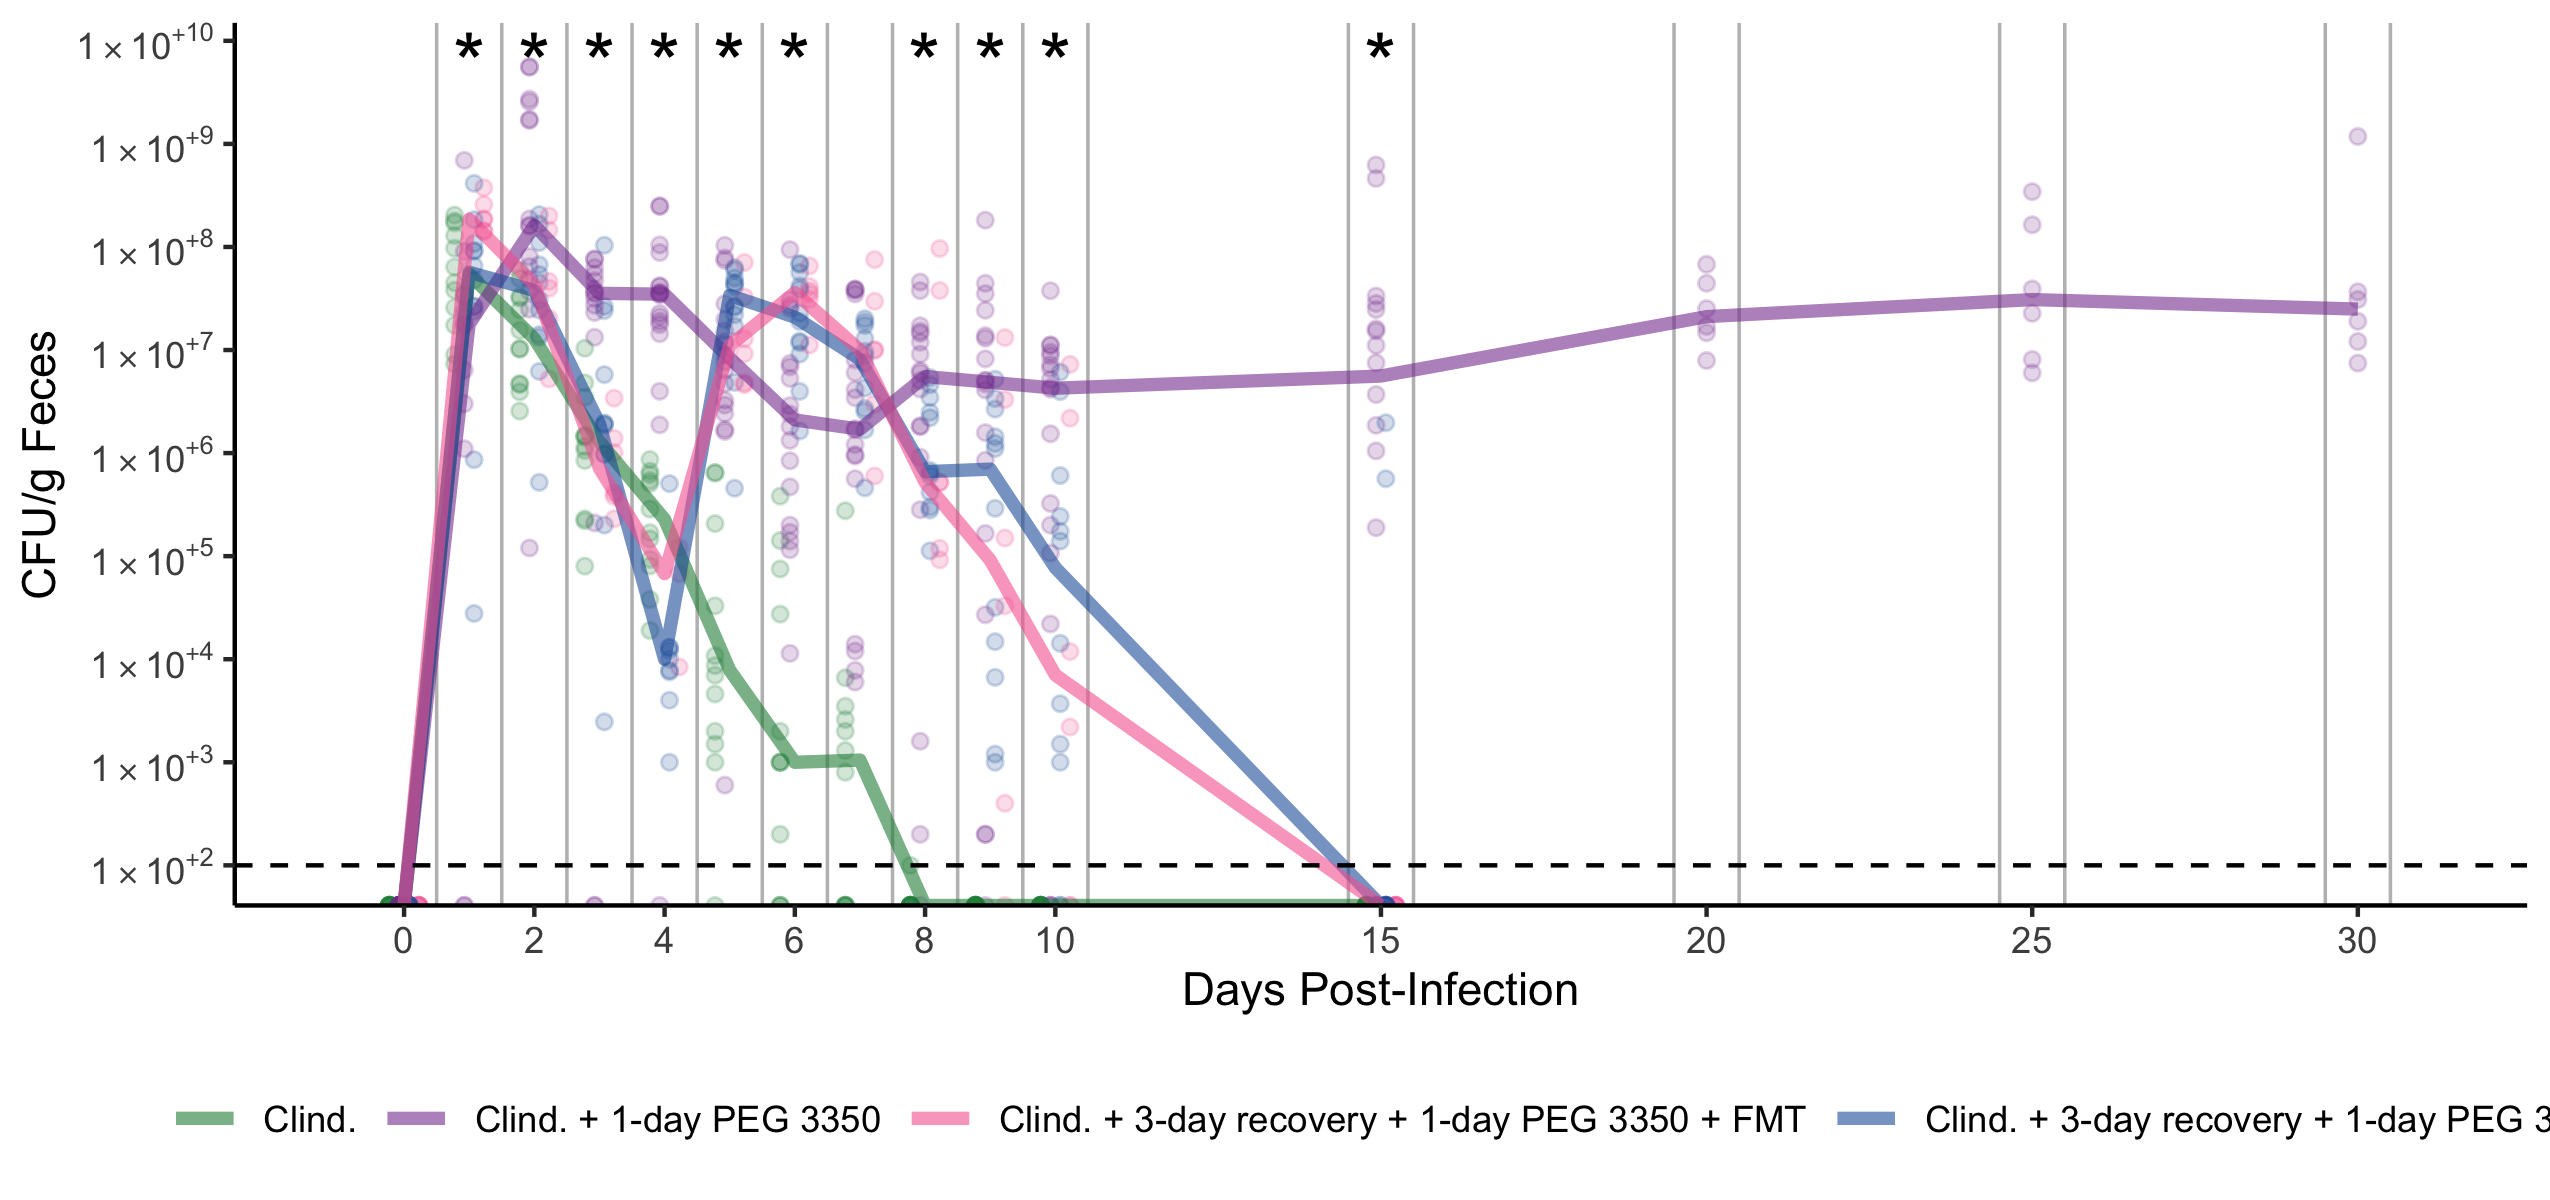 * * * * * * * * * *
1 × 10+10
1 × 10+9
1 × 10+8
1 × 10+7
1 × 10+6
1 × 10+5
1 × 10+4
1 × 10+3
1 × 10+2
CFU/g Feces
0 2 4 6 8 10 15 20 25 30
Days Post-Infection
Clind. Clind. + 1-day PEG 3350 Clind. + 3-day recovery + 1-day PEG 3350 + FMT Clind. + 3-day recovery + 1-day PEG 3